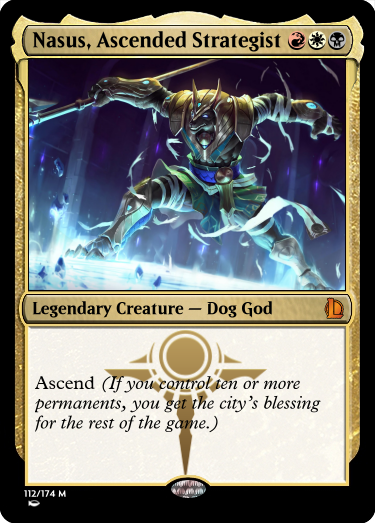 Nasus, Ascended Strategist
Legendary Creature — Dog God
Ascend (If you control ten or more
permanents, you get the city's blessing
for the rest of the game.)
112/174 M